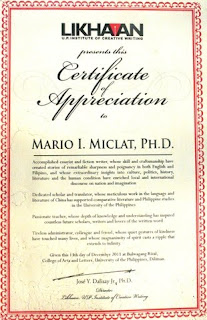 LIKHAAN
U.P. INSTITUTE OF CREATIVE WRITING
presents this
Certificate
of
Appreciation
to
MARIO I. MICLAT, PH.D.
Accomplished essayist and fiction writer, whose skill and craftsmanship have
created stories of remarkable sharpness and poignancy in both English and
Filipino, and whose extraordinary insights into culture, politics, history,
literature and the human condition have enriched local and international
discourse on nation and imagination
Dedicated scholar and translator, whose meticulous work in the language and
literature of China has supported comparative literature and Philippine studies
in the University of the Philippines
Passionate teacher, whose depth of knowledge and understanding has inspired
countless future scholars, writers and lovers of the written word
Tireless administrator, colleague and friend, whose quiet gestures of kindness
have touched many lives, and whose magnanimity of spirit casts a ripple that
extends to infinity
Given this 14th day of December 2014 at Balwangang Rizal,
College of Arts and Letters, University of the Philippines, Diliman
José Y. Dalisay Jr., Ph.D.
Director
Likhaan: UP Institute of Creative Writing